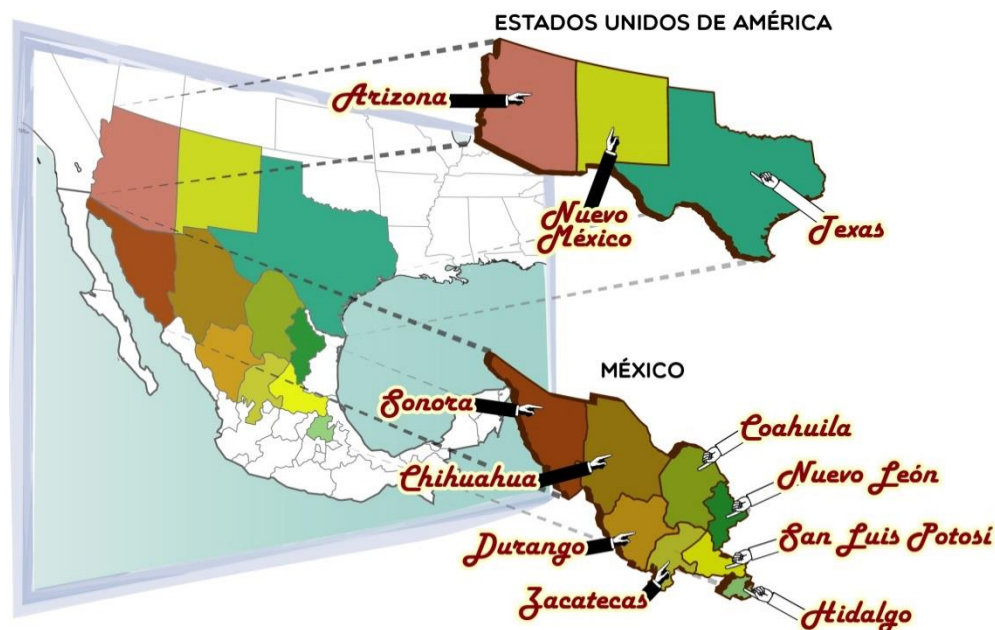 ESTADOS UNIDOS DE AMÉRICA
Arizona
Nuevo
México
Texas
MÉXICO
Sonora
Coahuila
Chihuahua
Nuevo León
Durango
San Luis Potosí
Zacatecas
Hidalgo